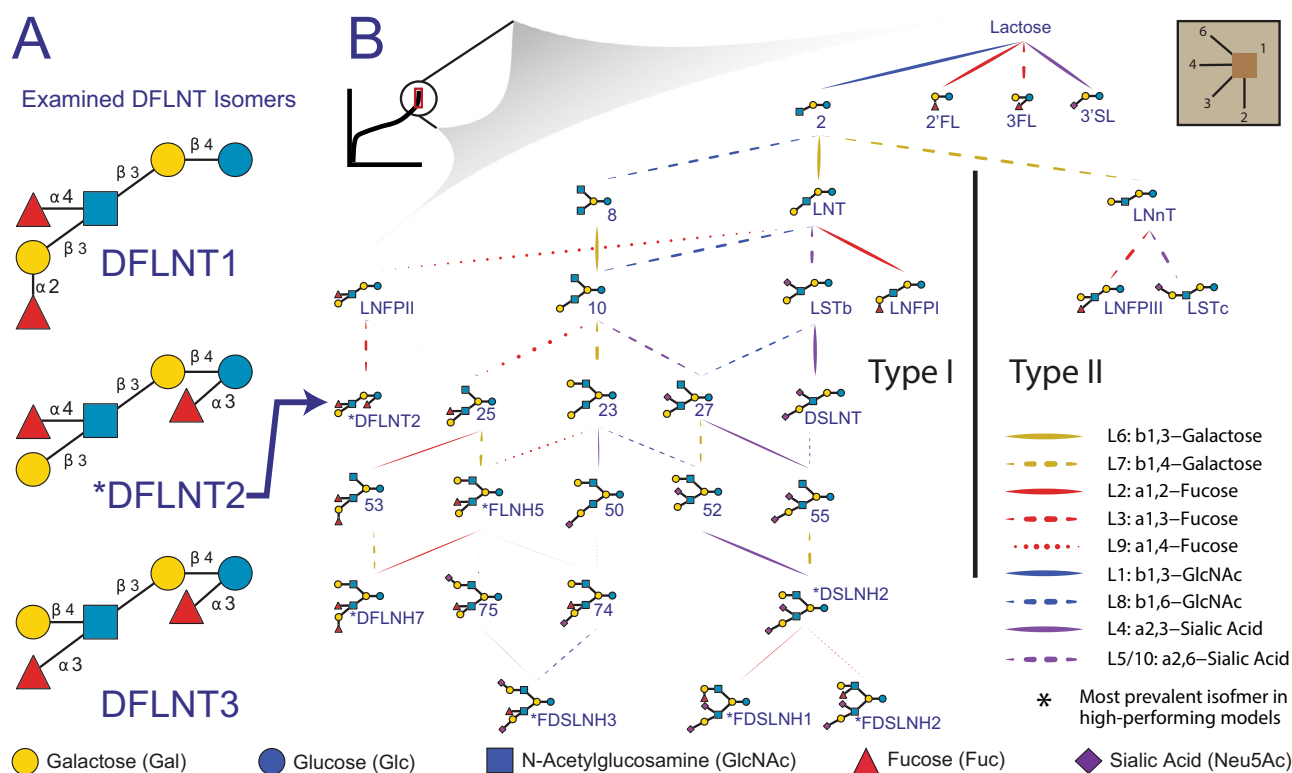 A
B
Examined DFLNT Isomers
β 4
β 3
α 4
β 3
α 2
DFLNT1
β 4
β 3
α 4
α 3
β 3
*DFLNT2
β 4
β 3
β 4
α 3
α 3
DFLNT3
Lactose
6
1
4
3
2
2
2'FL
3FL
3'SL
8
LNT
LNnT
LNFPII
10
LSTb
LNFPI
LNFPIII
LSTc
Type I
Type II
*DFLNT2
25
23
27
DSLNT
53
*FLNH5
50
52
55
*DFLNH7
75
74
*DSLNH2
*FDSLNH3
*FDSLNH1
*FDSLNH2
L6: b1,3−Galactose
L7: b1,4−Galactose
L2: a1,2−Fucose
L3: a1,3−Fucose
L9: a1,4−Fucose
L1: b1,3−GlcNAc
L8: b1,6−GlcNAc
L4: a2,3−Sialic Acid
L5/10: a2,6−Sialic Acid
* Most prevalent isofmer in
high-performing models
Galactose (Gal)
Glucose (Glc)
N-Acetylglucosamine (GlcNAc)
Fucose (Fuc)
Sialic Acid (Neu5Ac)